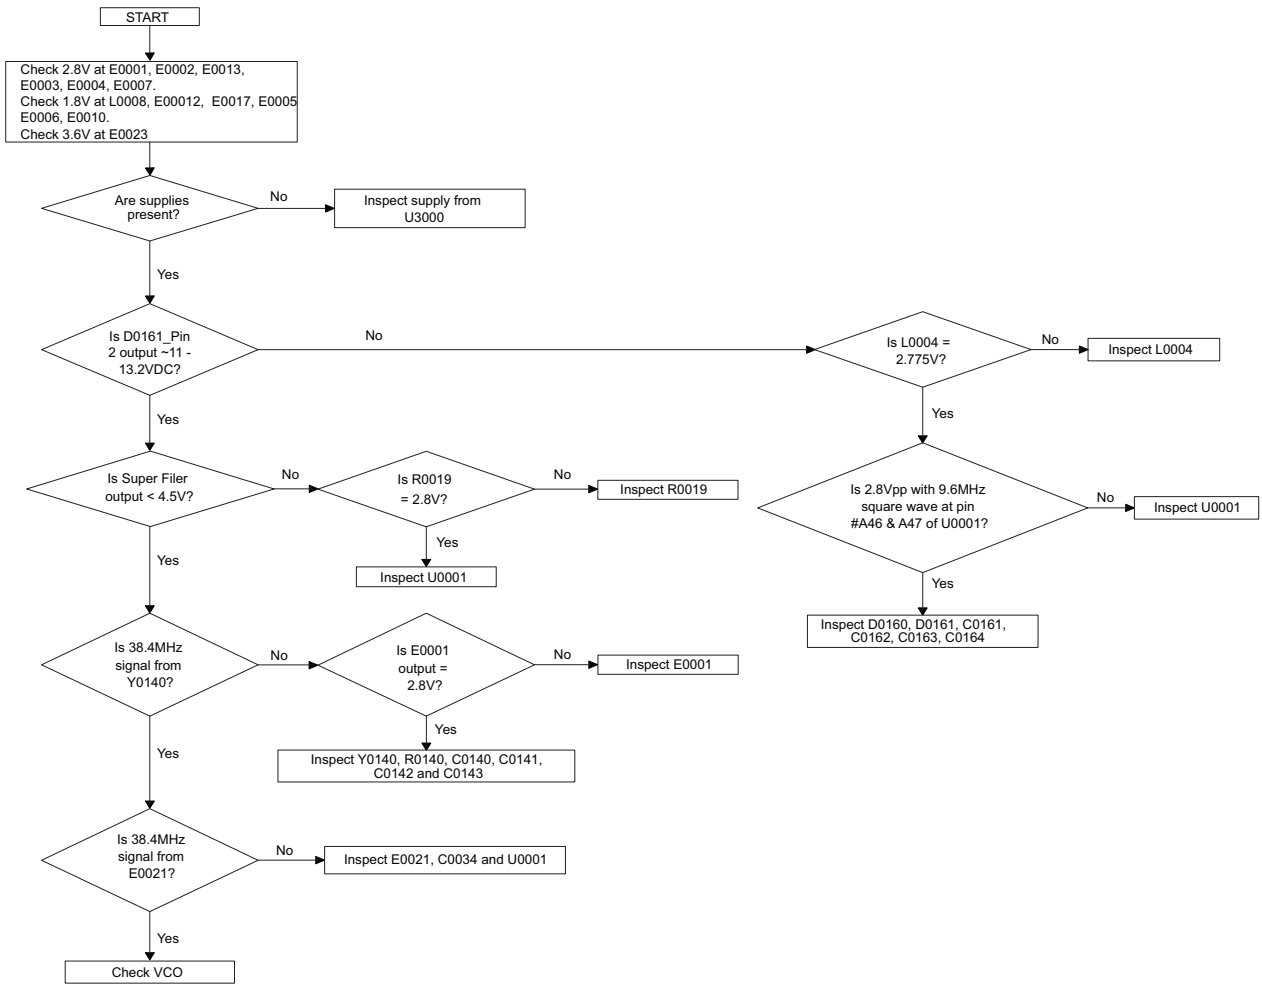 START
Check 2.8V at E0001, E0002, E0013,
E0003, E0004, E0007.
Check 1.8V at L0008, E00012, E0017, E0005
E0006, E0010.
Check 3.6V at E0023
Are supplies
present?
No
Inspect supply from
U3000
Yes
Is D0161_Pin
2 output ~11 -
13.2VDC?
No
Is L0004 =
2.775V?
No
Inspect L0004
Yes
Yes
Is Super Filer
output < 4.5V?
No
Is R0019
= 2.8V?
No
Inspect R0019
Is 2.8Vpp with 9.6MHz
square wave at pin
#A46 & A47 of U0001?
No
Inspect U0001
Yes
Inspect U0001
Yes
Yes
Inspect D0160, D0161, C0161,
C0162, C0163, C0164
Is 38.4MHz
signal from
Y0140?
No
Is E0001
output =
2.8V?
No
Inspect E0001
Yes
Inspect Y0140, R0140, C0140, C0141,
C0142 and C0143
Yes
Is 38.4MHz
signal from
E0021?
No
Inspect E0021, C0034 and U0001
Yes
Check VCO